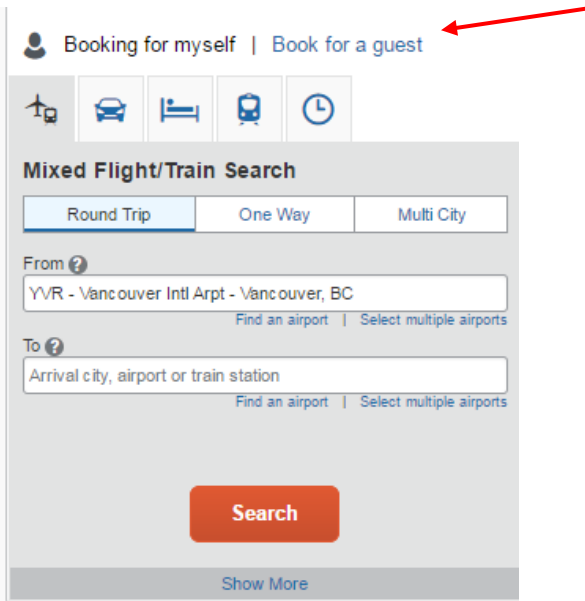 Booking for myself | Book for a guest
Mixed Flight/Train Search
Round Trip One Way Multi City
From ?
YVR - Vancouver Intl Arpt - Vancouver, BC
Find an airport | Select multiple airports
To ?
Arrival city, airport or train station
Find an airport | Select multiple airports
Search
Show More